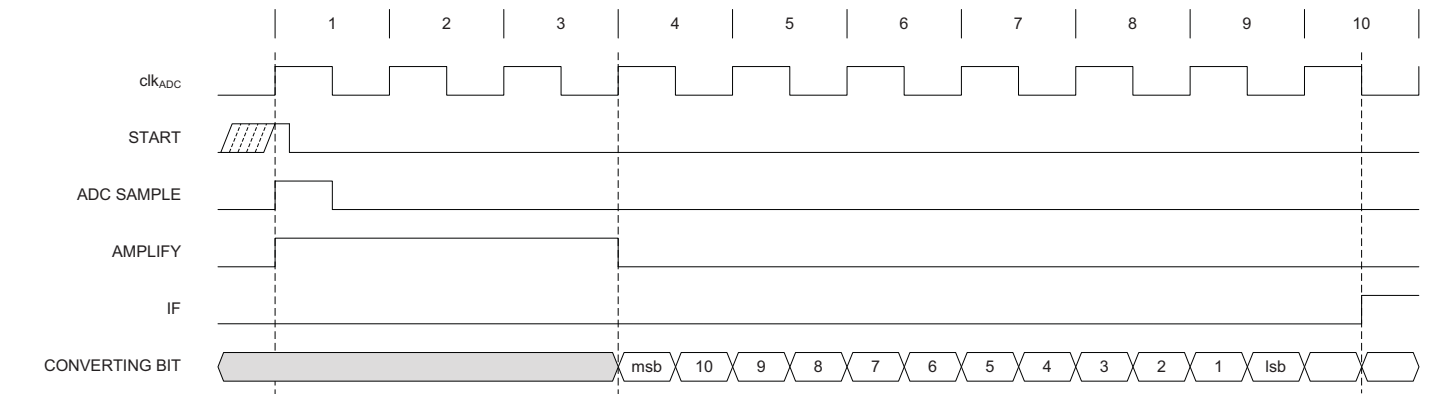 1 2 3 4 5 6 7 8 9 10
clkADC
START
ADC SAMPLE
AMPLIFY
IF
CONVERTING BIT msb 10 9 8 7 6 5 4 3 2 1 lsb